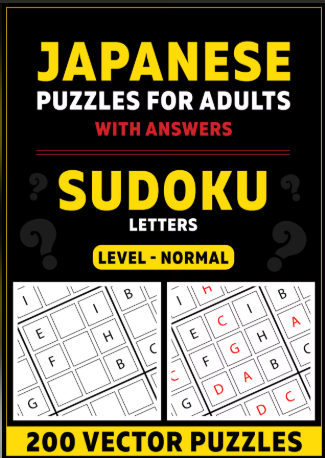 JAPANESE
PUZZLES FOR ADULTS
WITH ANSWERS
? SUDOKU ?
? LETTERS ?
LEVEL - NORMAL
I B
E I
F H C
B
G
I H B
E C I
F G H A
C D A B C
G D C
200 VECTOR PUZZLES